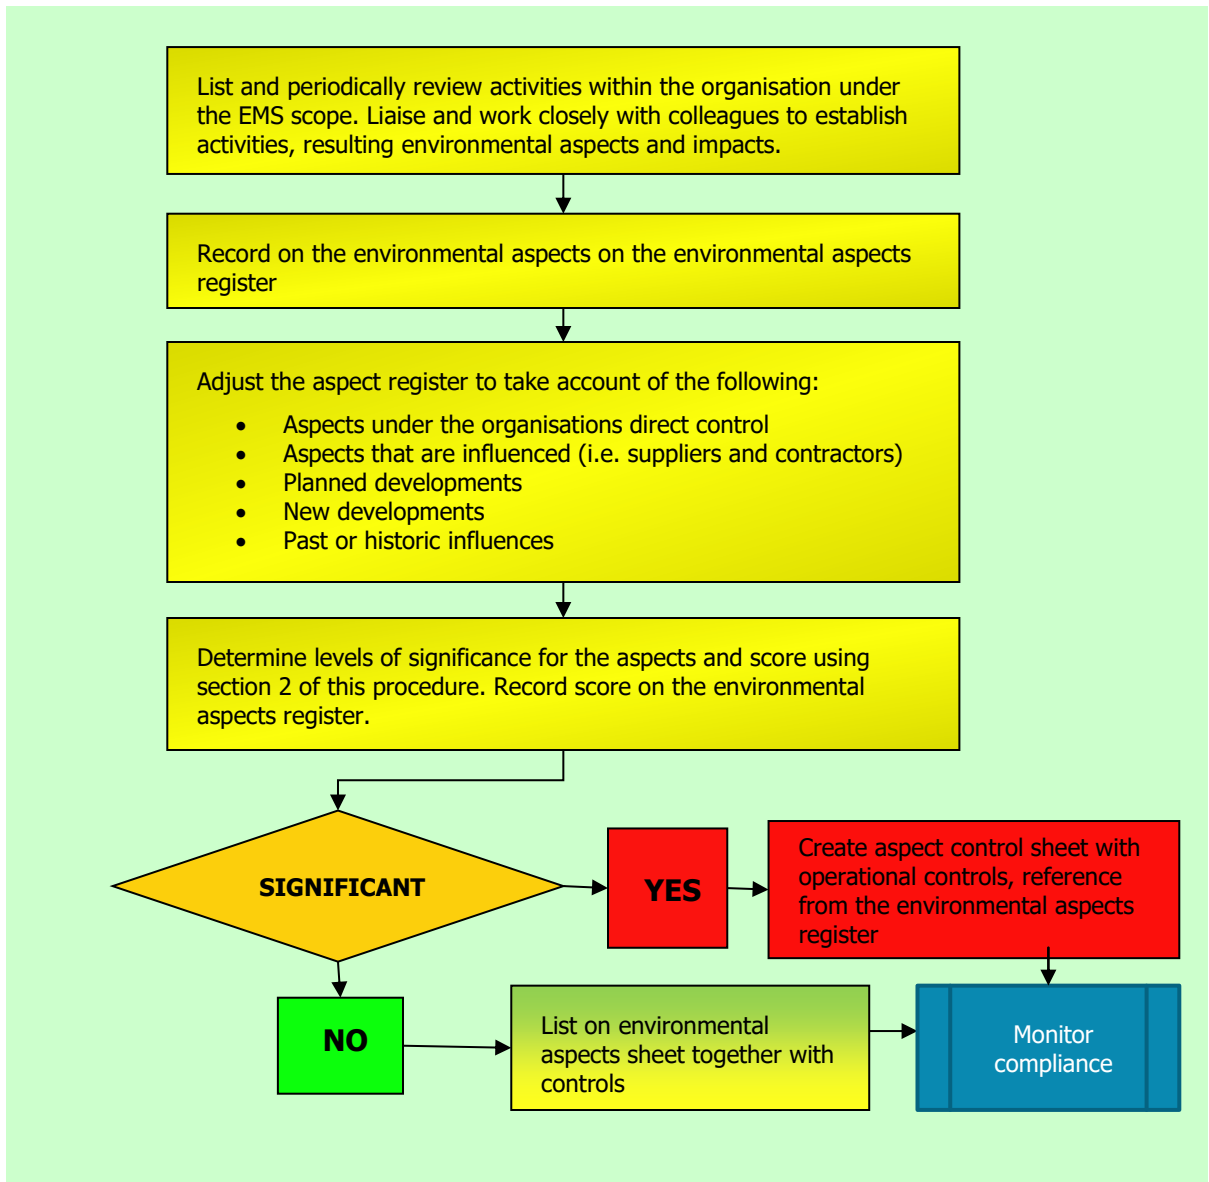 List and periodically review activities within the organisation under
the EMS scope. Liaise and work closely with colleagues to establish
activities, resulting environmental aspects and impacts.
Record on the environmental aspects on the environmental aspects
register
Adjust the aspect register to take account of the following:
• Aspects under the organisations direct control
• Aspects that are influenced (i.e. suppliers and contractors)
• Planned developments
• New developments
• Past or historic influences
Determine levels of significance for the aspects and score using
section 2 of this procedure. Record score on the environmental
aspects register.
SIGNIFICANT
YES
Create aspect control sheet with
operational controls, reference
from the environmental aspects
register
NO
List on environmental
aspects sheet together with
controls
Monitor
compliance